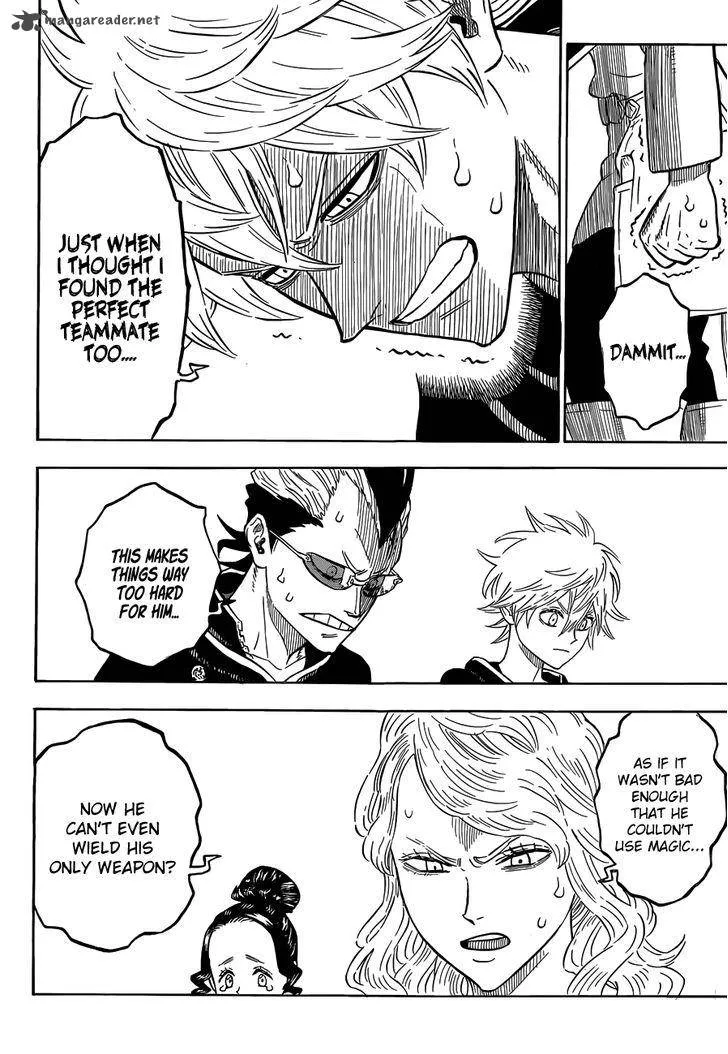 mangareader.net
DAMMIT...
JUST WHEN
I THOUGHT I
FOUND THE
PERFECT
TEAMMATE
TOO....
THIS MAKES
THINGS WAY
TOO HARD
FOR HIM...
AS IF IT
WASN'T BAD
ENOUGH
THAT HE
COULDN'T
USE MAGIC...
NOW HE
CAN'T EVEN
WIELD HIS
ONLY WEAPON?